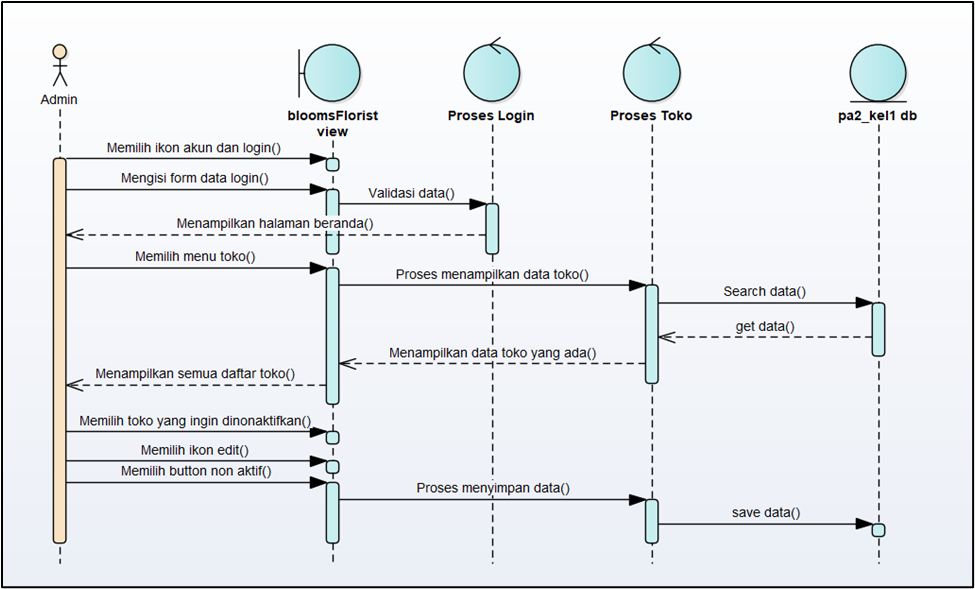 Admin
bloomsFlorist
view
Proses Login
Proses Toko
pa2_kel1 db
Memilih ikon akun dan login()
Mengisi form data login()
Validasi data()
Menampilkan halaman beranda()
Memilih menu toko()
Proses menampilkan data toko()
Search data()
get data()
Menampilkan data toko yang ada()
Menampilkan semua daftar toko()
Memilih toko yang ingin dinonaktifkan()
Memilih ikon edit()
Memilih button non aktif()
Proses menyimpan data()
save data()